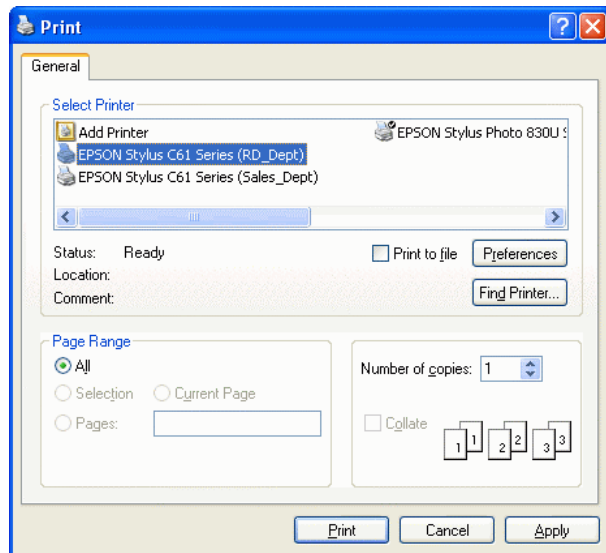 Print
General
Select Printer
Add Printer
EPSON Stylus Photo 830U
EPSON Stylus C61 Series (RD_Dept)
EPSON Stylus C61 Series (Sales_Dept)
Status: Ready
Print to file
Preferences
Location:
Comment:
Find Printer...
Page Range
All
Selection
Current Page
Pages:
Number of copies: 1
Collate
1 1 2 2 3 3
Print
Cancel
Apply